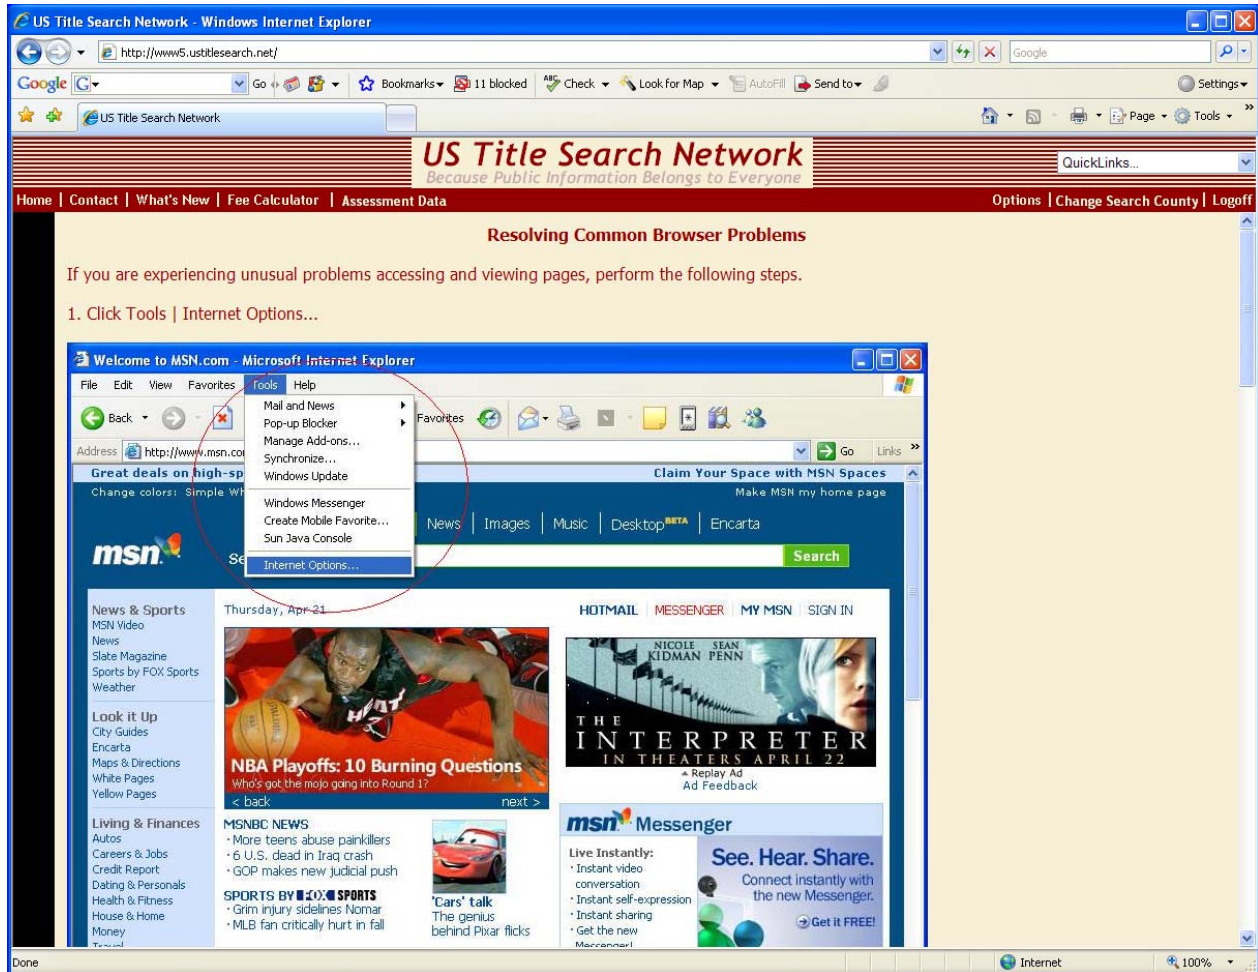 US Title Search Network - Windows Internet Explorer
http://www5.ustitlesearch.net/
Google
Google G Go Bookmarks 11 blocked ABC Check Look for Map AutoFill Send to Settings
US Title Search Network Page Tools »
US Title Search Network
Because Public Information Belongs to Everyone
QuickLinks...
Home | Contact | What's New | Fee Calculator | Assessment Data Options | Change Search County | Logoff
Resolving Common Browser Problems
If you are experiencing unusual problems accessing and viewing pages, perform the following steps.
1. Click Tools | Internet Options...
Welcome to MSN.com - Microsoft Internet Explorer
File Edit View Favorites Tools Help
Mail and News
Pop-up Blocker
Manage Add-ons...
Synchronize...
Windows Update
Windows Messenger
Create Mobile Favorite...
Sun Java Console
Internet Options...
Back Favorites
Address http://www.msn.co Go Links »
Great deals on high-sp Claim Your Space with MSN Spaces
Change colors: Simple Wh Make MSN my home page
News | Images | Music | Desktop BETA | Encarta
msn Se Search
News & Sports
MSN Video
News
Slate Magazine
Sports by FOX Sports
Weather
Look it Up
City Guides
Encarta
Maps & Directions
White Pages
Yellow Pages
Living & Finances
Autos
Careers & Jobs
Credit Report
Dating & Personals
Health & Fitness
House & Home
Money
Travel
Thursday, Apr 21
HOTMAIL | MESSENGER | MY MSN | SIGN IN
HEAT
SPALDING
NBA Playoffs: 10 Burning Questions
Who's got the mojo going into Round 1?
< back next >
MSNBC NEWS
· More teens abuse painkillers
· 6 U.S. dead in Iraq crash
· GOP makes new judicial push
SPORTS BY FOX SPORTS
· Grim injury sidelines Nomar
· MLB fan critically hurt in fall
'Cars' talk
The genius
behind Pixar flicks
NICOLE KIDMAN
SEAN PENN
THE
INTERPRETER
IN THEATERS APRIL 22
Replay Ad
Ad Feedback
msn Messenger
Live Instantly:
· Instant video
conversation
· Instant self-expression
· Instant sharing
· Get the new
Messenger!
See. Hear. Share.
Connect instantly with
the new Messenger.
Get it FREE!
Done Internet 100%